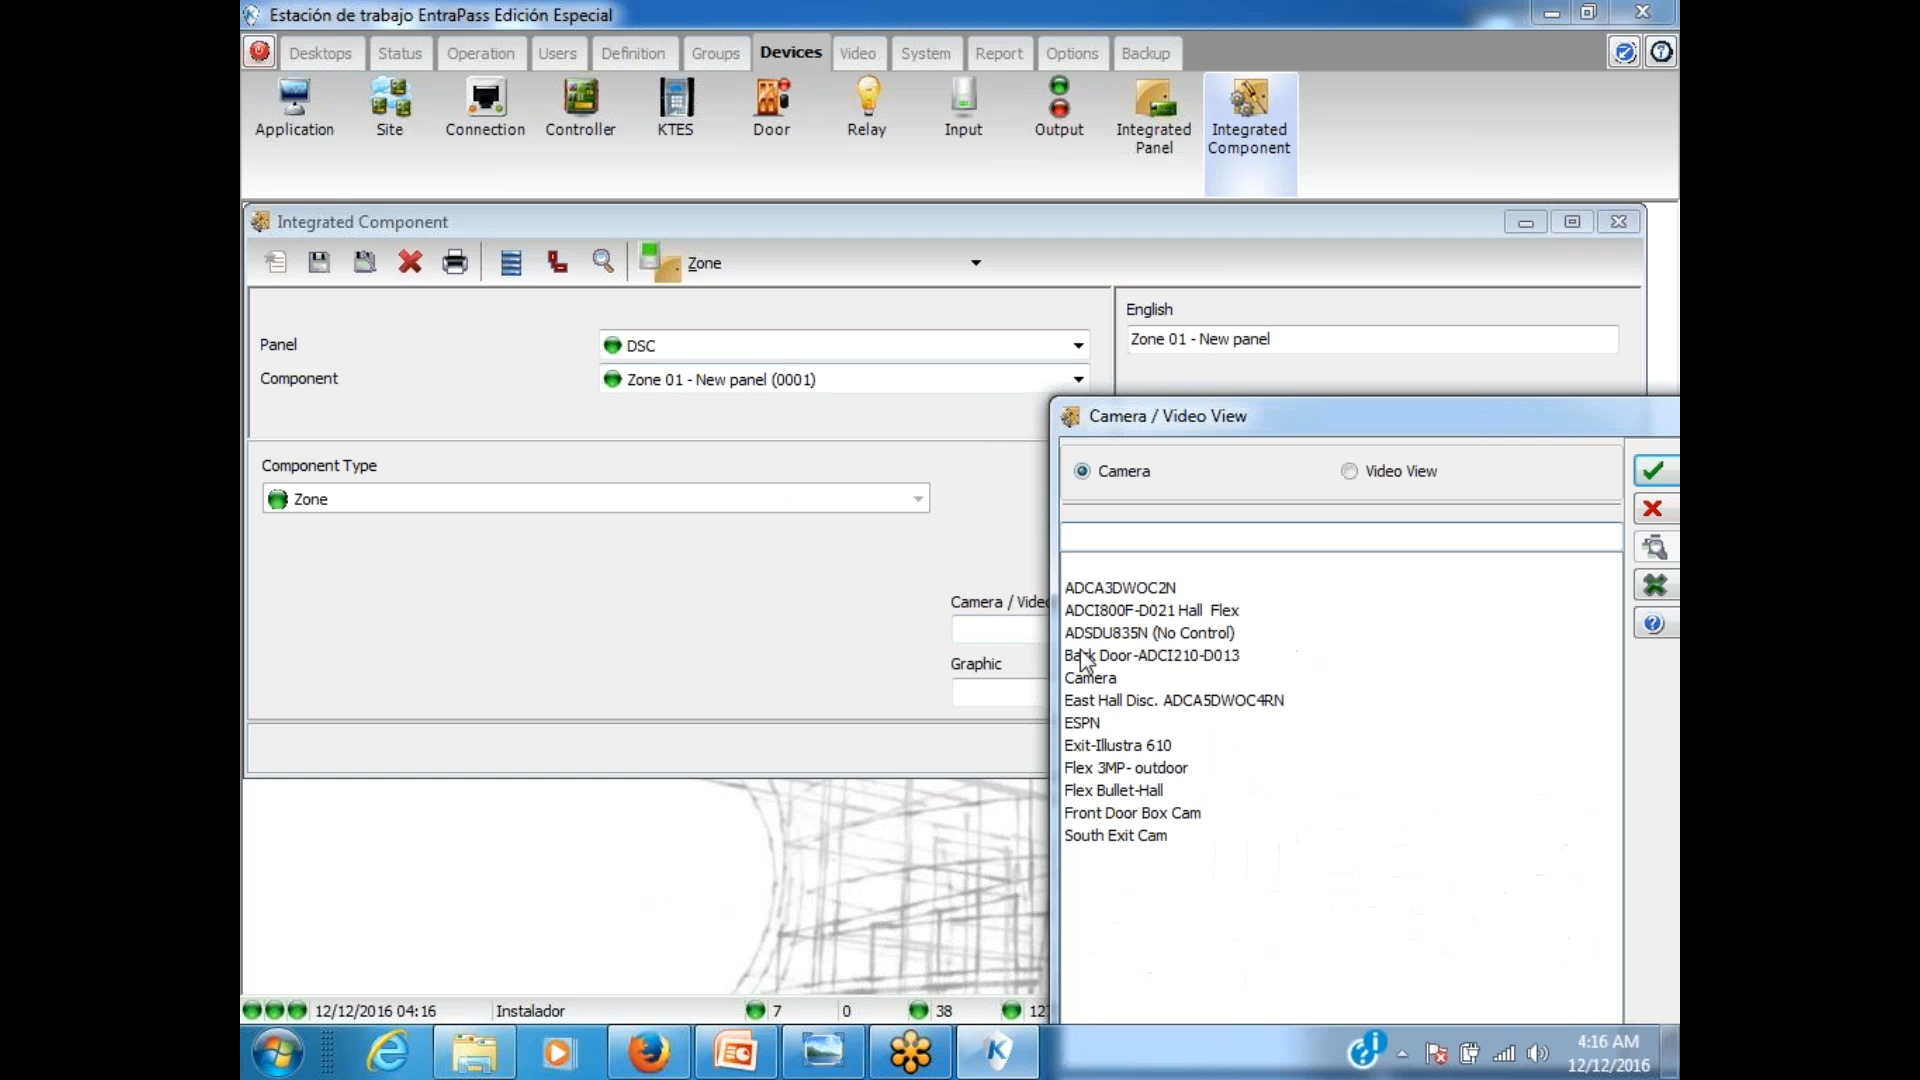 Estación de trabajo EntraPass Edición Especial
Desktops Status Operation Users Definition Groups Devices Video System Report Options Backup
Application Site Connection Controller KTES Door Relay Input Output Integrated Panel Integrated Component
Integrated Component
Zone
English
Panel DSC Zone 01 - New panel
Component Zone 01 - New panel (0001)
Camera / Video View
Component Type
Camera Video View
Zone
ADCA3DWOC2N
Camera / Video
ADCI800F-D021 Hall Flex
ADSDU835N (No Control)
Back Door-ADCI210-D013
Graphic
Camera
East Hall Disc. ADCA5DWOC4RN
ESPN
Exit-Illustra 610
Flex 3MP- outdoor
Flex Bullet-Hall
Front Door Box Cam
South Exit Cam
12/12/2016 04:16 Instalador 7 0 38
4:16 AM
12/12/2016